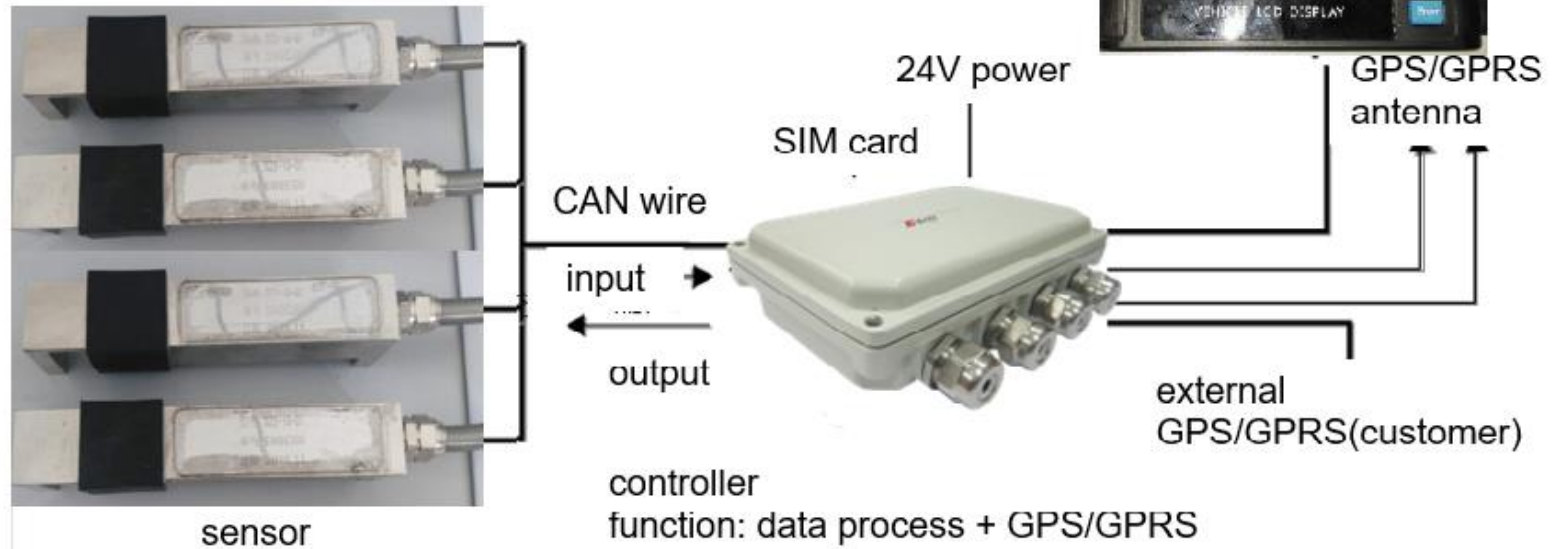 VEHICLE LCD DISPLAY
24V power
GPS/GPRS
antenna
SIM card
CAN wire
input
output
external
GPS/GPRS(customer)
controller
function: data process + GPS/GPRS
sensor